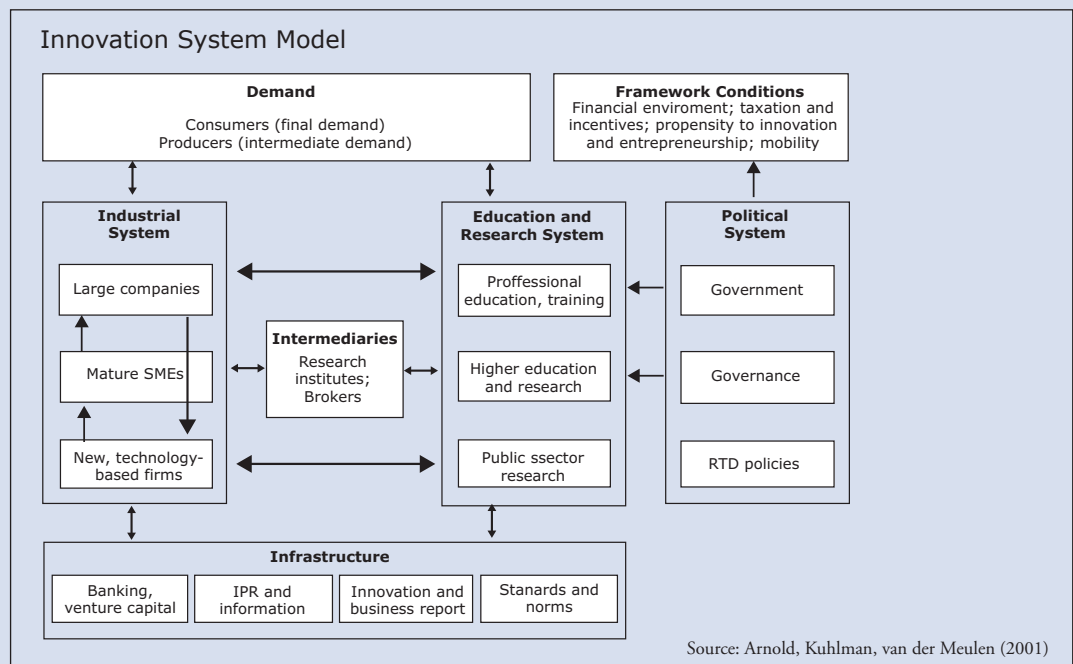 Innovation System Model
Demand
Consumers (final demand)
Producers (intermediate demand)
Framework Conditions
Financial enviroment; taxation and
incentives; propensity to innovation
and entrepreneurship; mobility
Industrial
System
Large companies
Mature SMEs
New, technology-
based firms
Intermediaries
Research
institutes;
Brokers
Education and
Research System
Proffessional
education, training
Higher education
and research
Public ssector
research
Political
System
Government
Governance
RTD policies
Infrastructure
Banking,
venture capital
IPR and
information
Innovation and
business report
Stanards and
norms
Source: Arnold, Kuhlman, van der Meulen (2001)